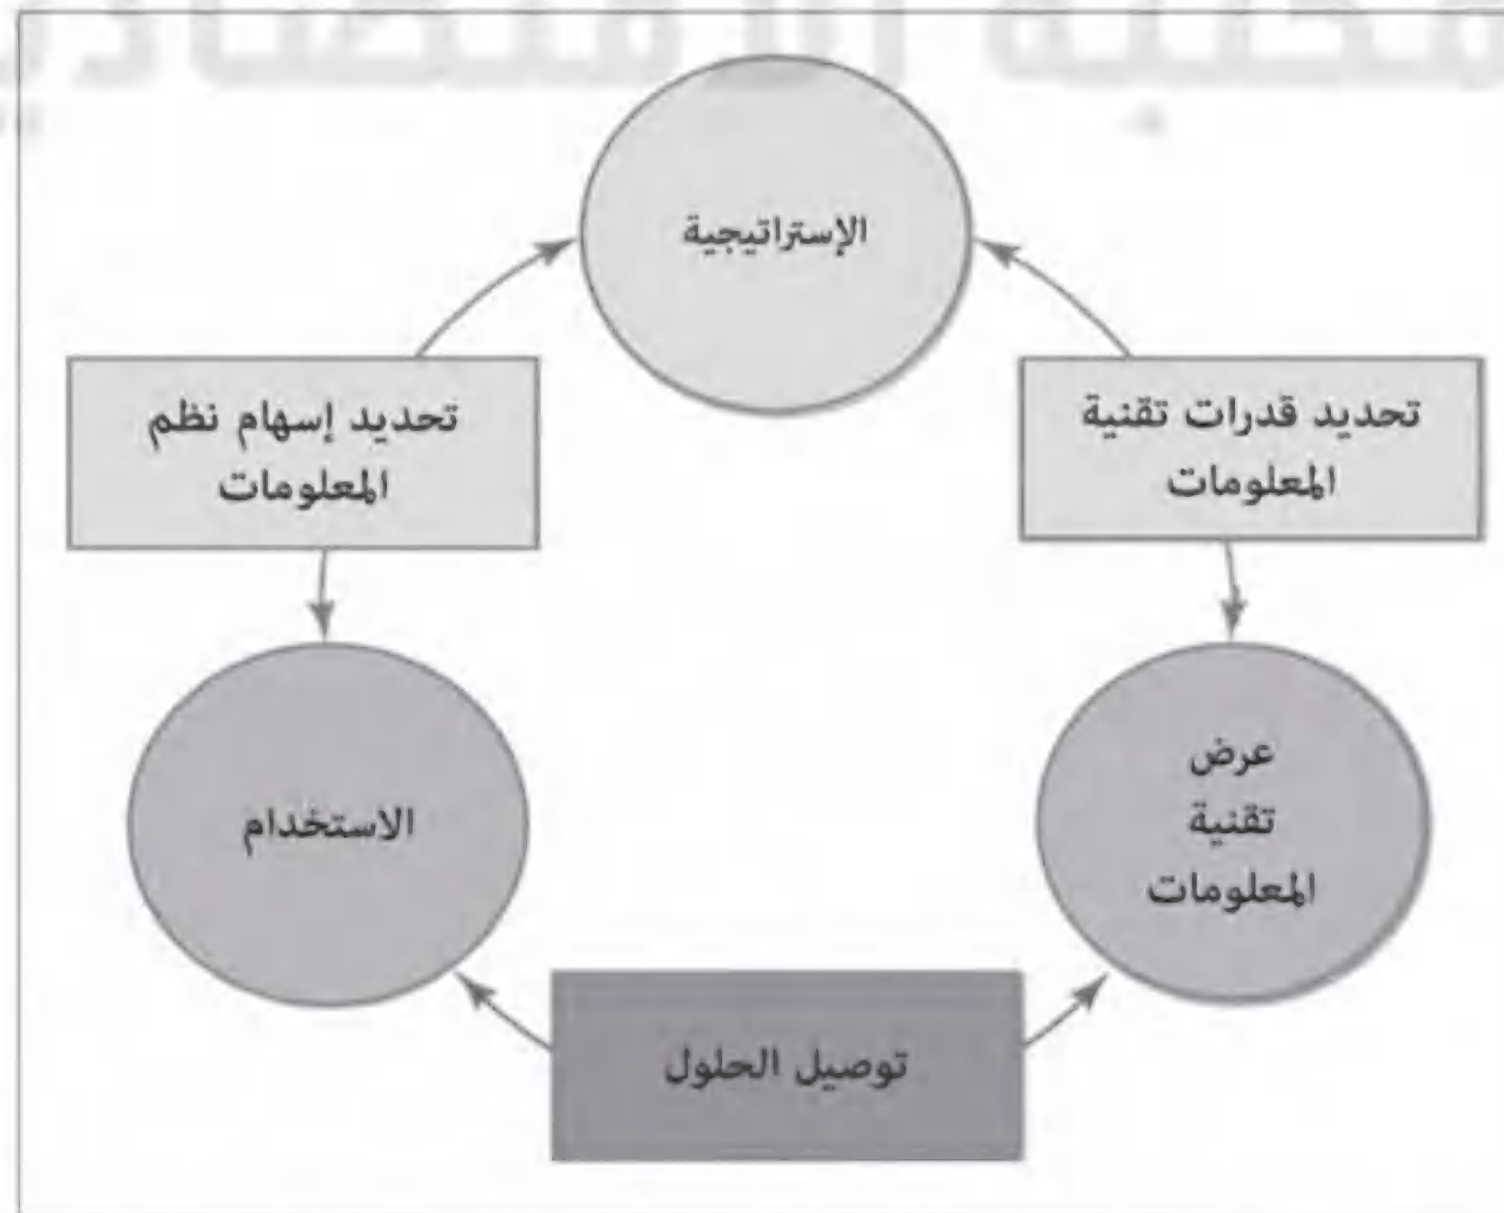 الإستراتيجية
تحديد قدرات تقنية
المعلومات
تحديد إسهام نظم
المعلومات
عرض
تقنية
المعلومات
الاستخدام
توصيل الحلول